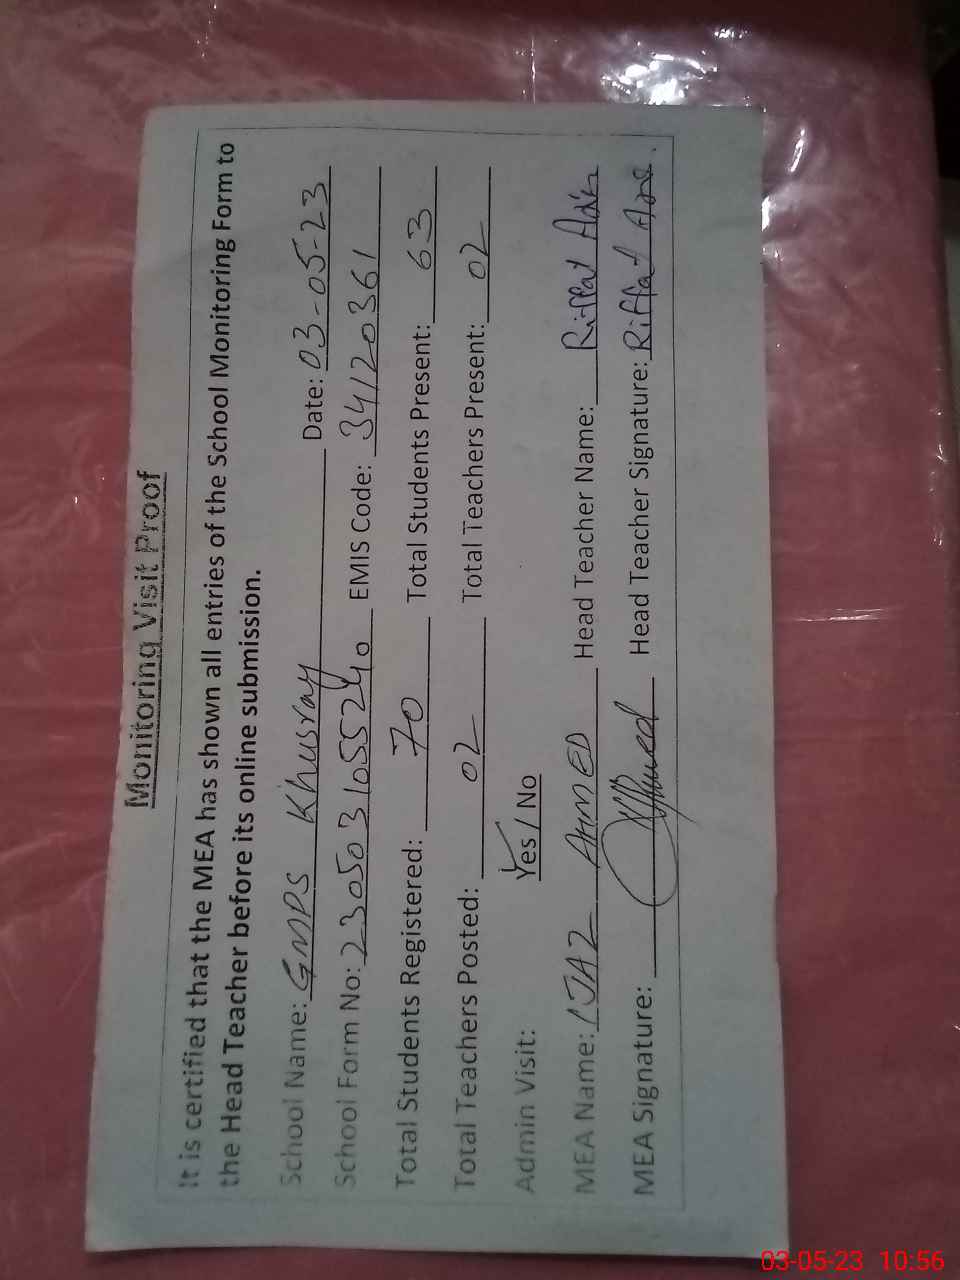 Monitoring Visit Proof
It is certified that the MEA has shown all entries of the School Monitoring Form to
the Head Teacher before its online submission.
School Name: GMPS Khusray Date: 03-05-23
School Form No: 2305031055240 EMIS Code: 34120361
Total Students Registered: 70 Total Students Present: 63
Total Teachers Posted: 02 Total Teachers Present: 02
Admin Visit: Yes / No
MEA Name: IJAZ AHMED Head Teacher Name: Riffat
MEA Signature: Head Teacher Signature: Riffat
03-05-23 10:56